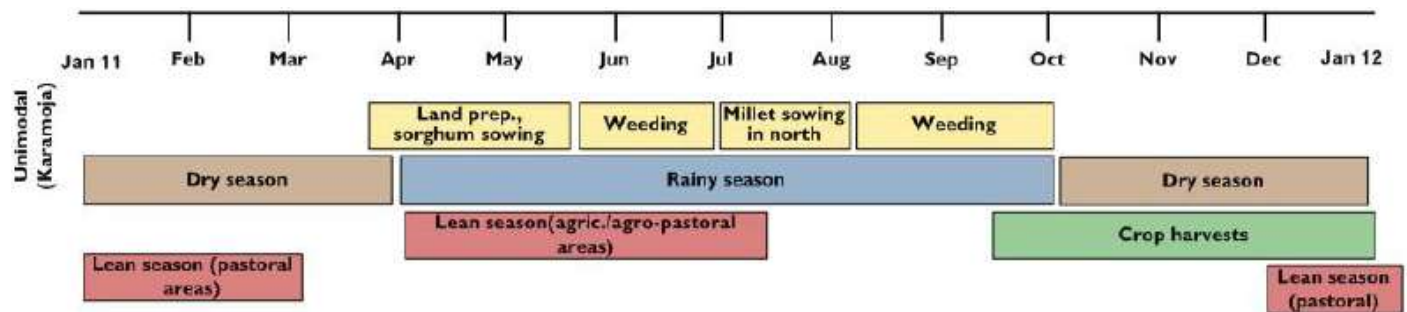 Jan 11 Feb Mar Apr May Jun Jul Aug Sep Oct Nov Dec Jan 12
Unimodal
(Karamoja)
Land prep.,
sorghum sowing
Weeding
Millet sowing
in north
Weeding
Dry season
Rainy season
Dry season
Lean season(agric./agro-pastoral
areas)
Crop harvests
Lean season (pastoral
areas)
Lean season
(pastoral)